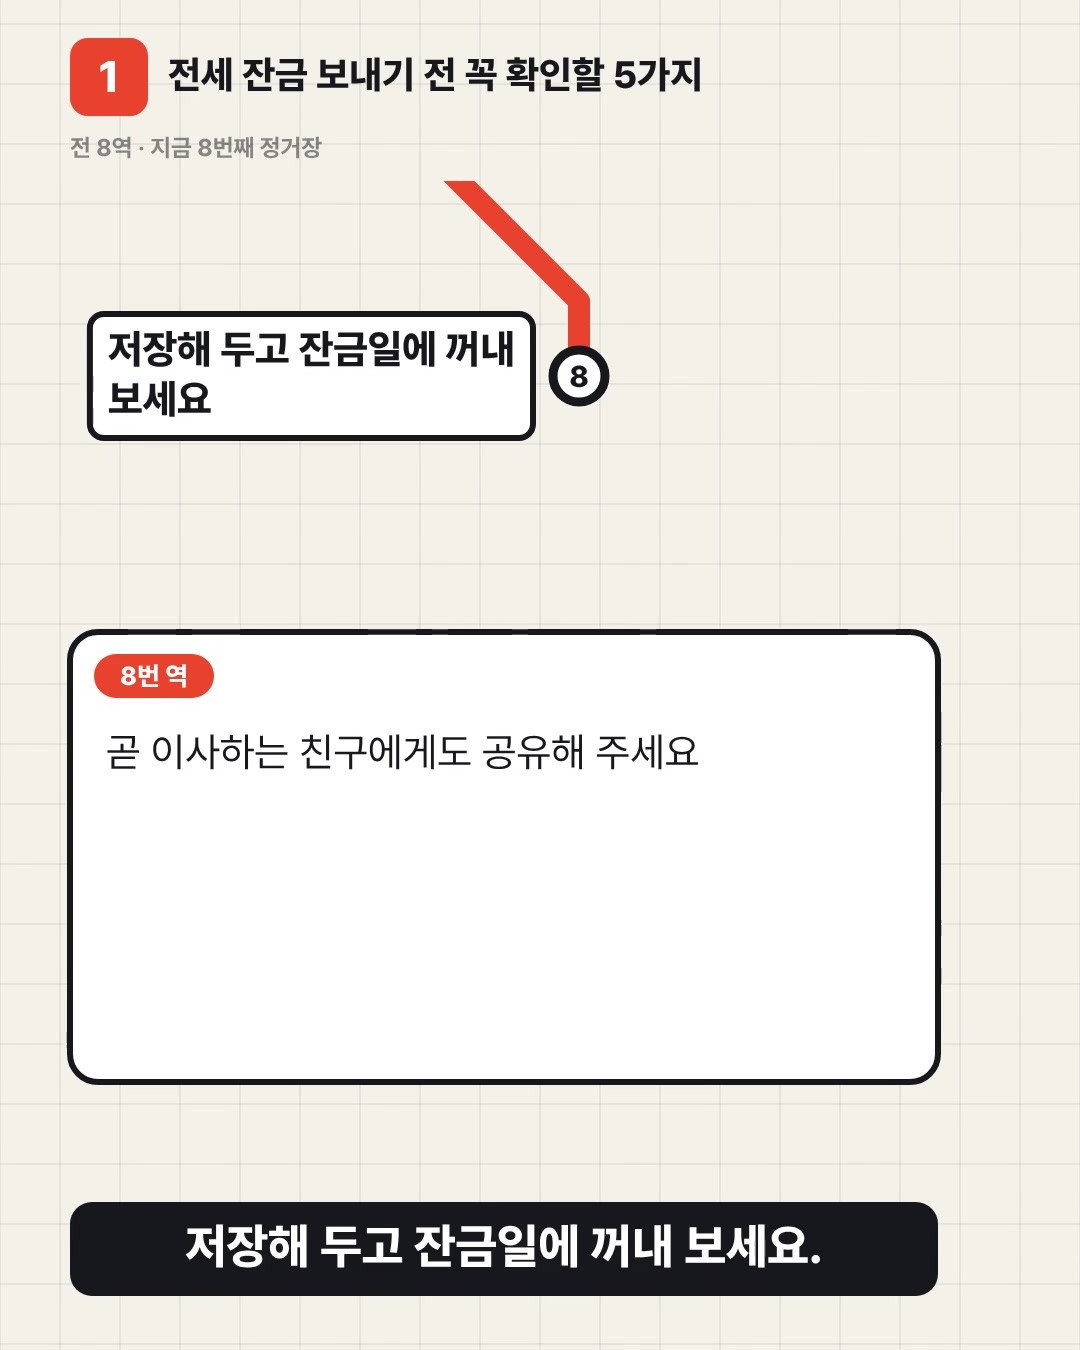 1
전세 잔금 보내기 전 꼭 확인할 5가지
전 8역 · 지금 8번째 정거장
저장해 두고 잔금일에 꺼내
보세요
8
8번 역
곧 이사하는 친구에게도 공유해 주세요
저장해 두고 잔금일에 꺼내 보세요.